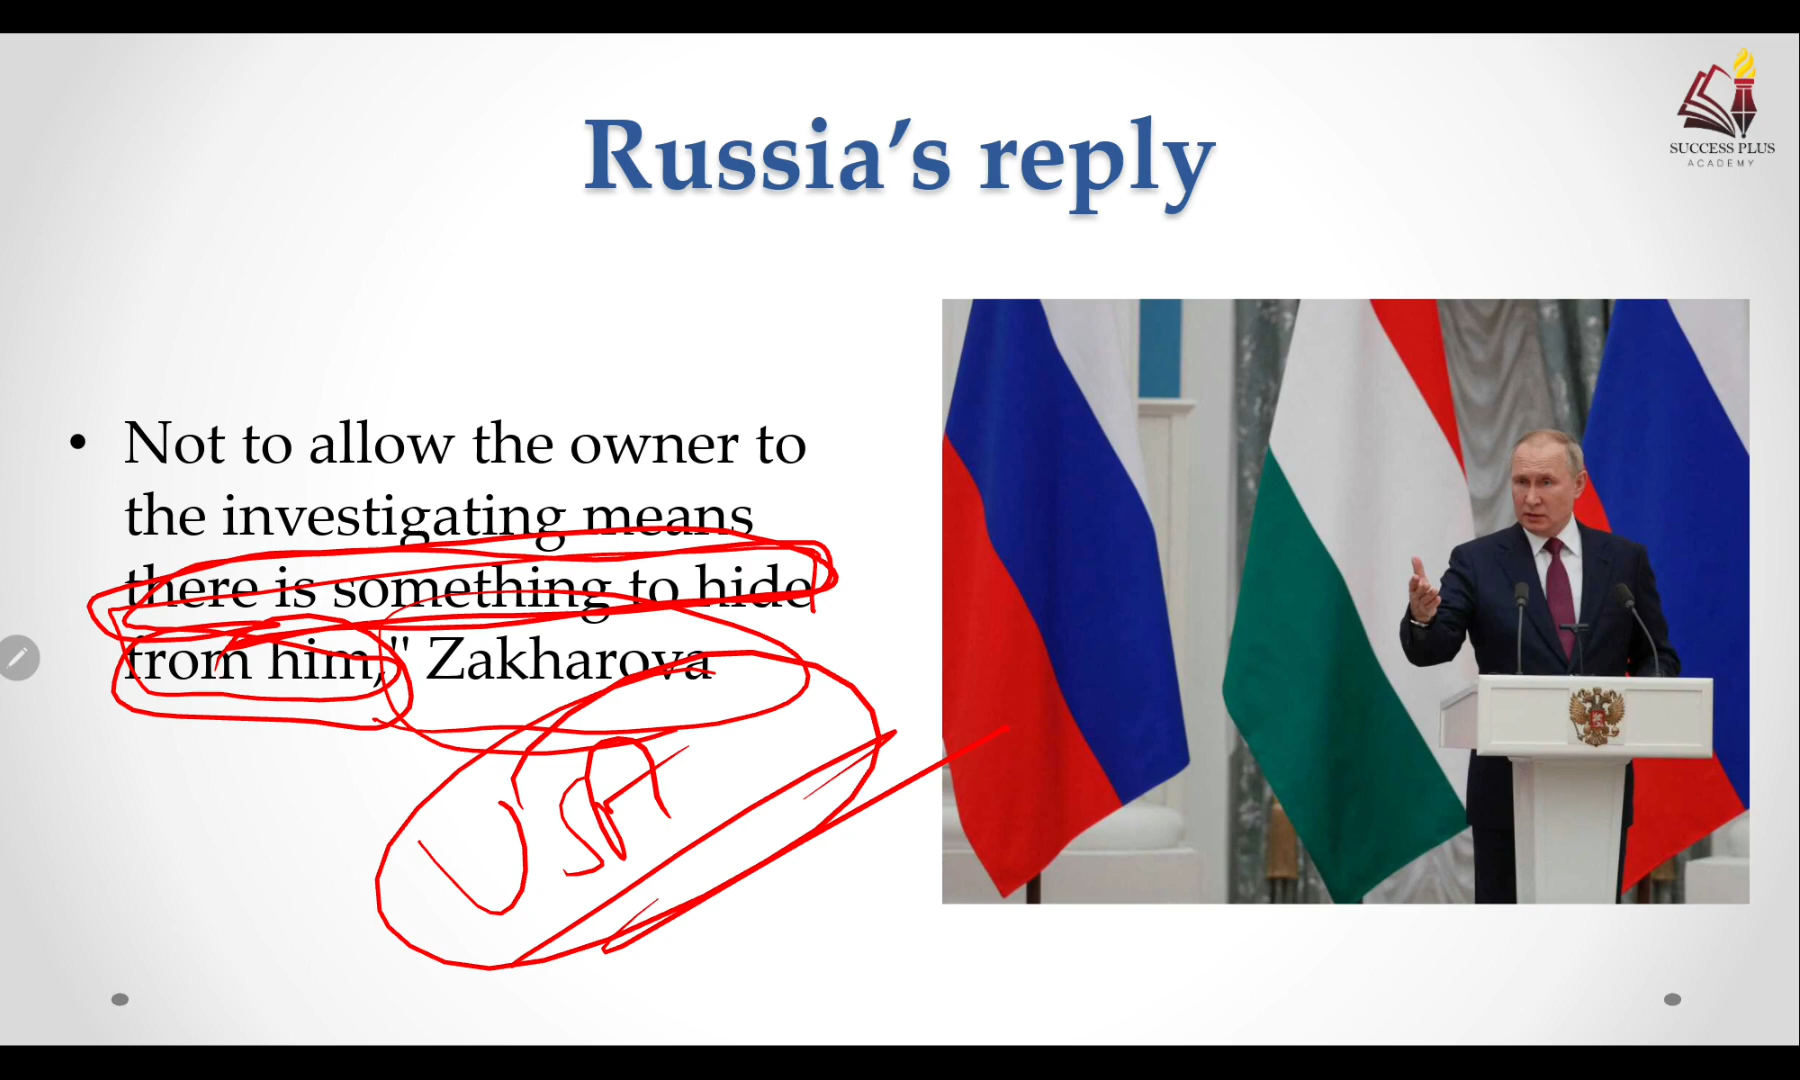 SUCCESS PLUS
ACADEMY
Russia’s reply
• Not to allow the owner to
the investigating means
there is something to hide
from him," Zakharova
USA